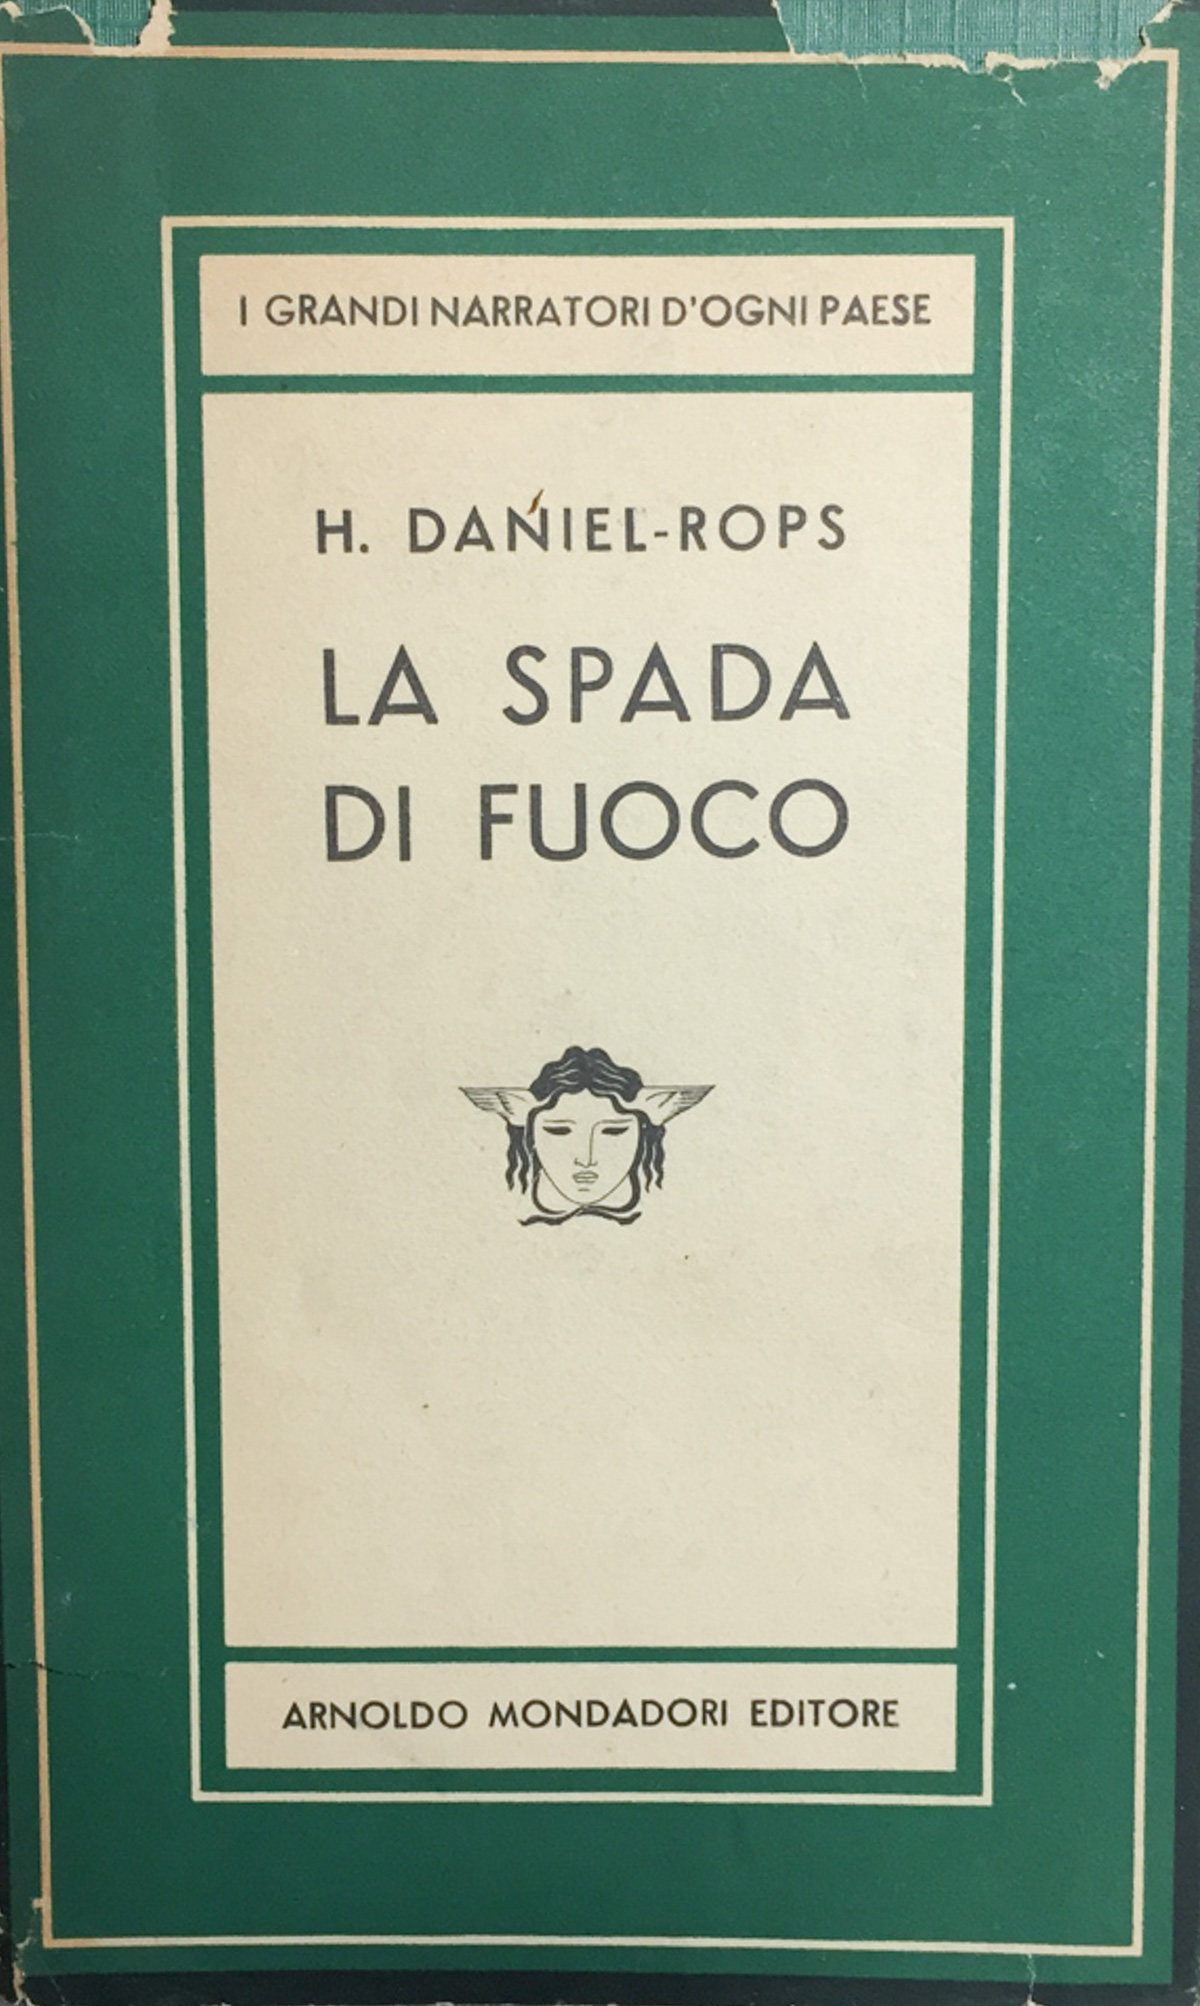 I GRANDI NARRATORI D'OGNI PAESE
H. DANIEL-ROPS
LA SPADA
DI FUOCO
ARNOLDO MONDADORI EDITORE